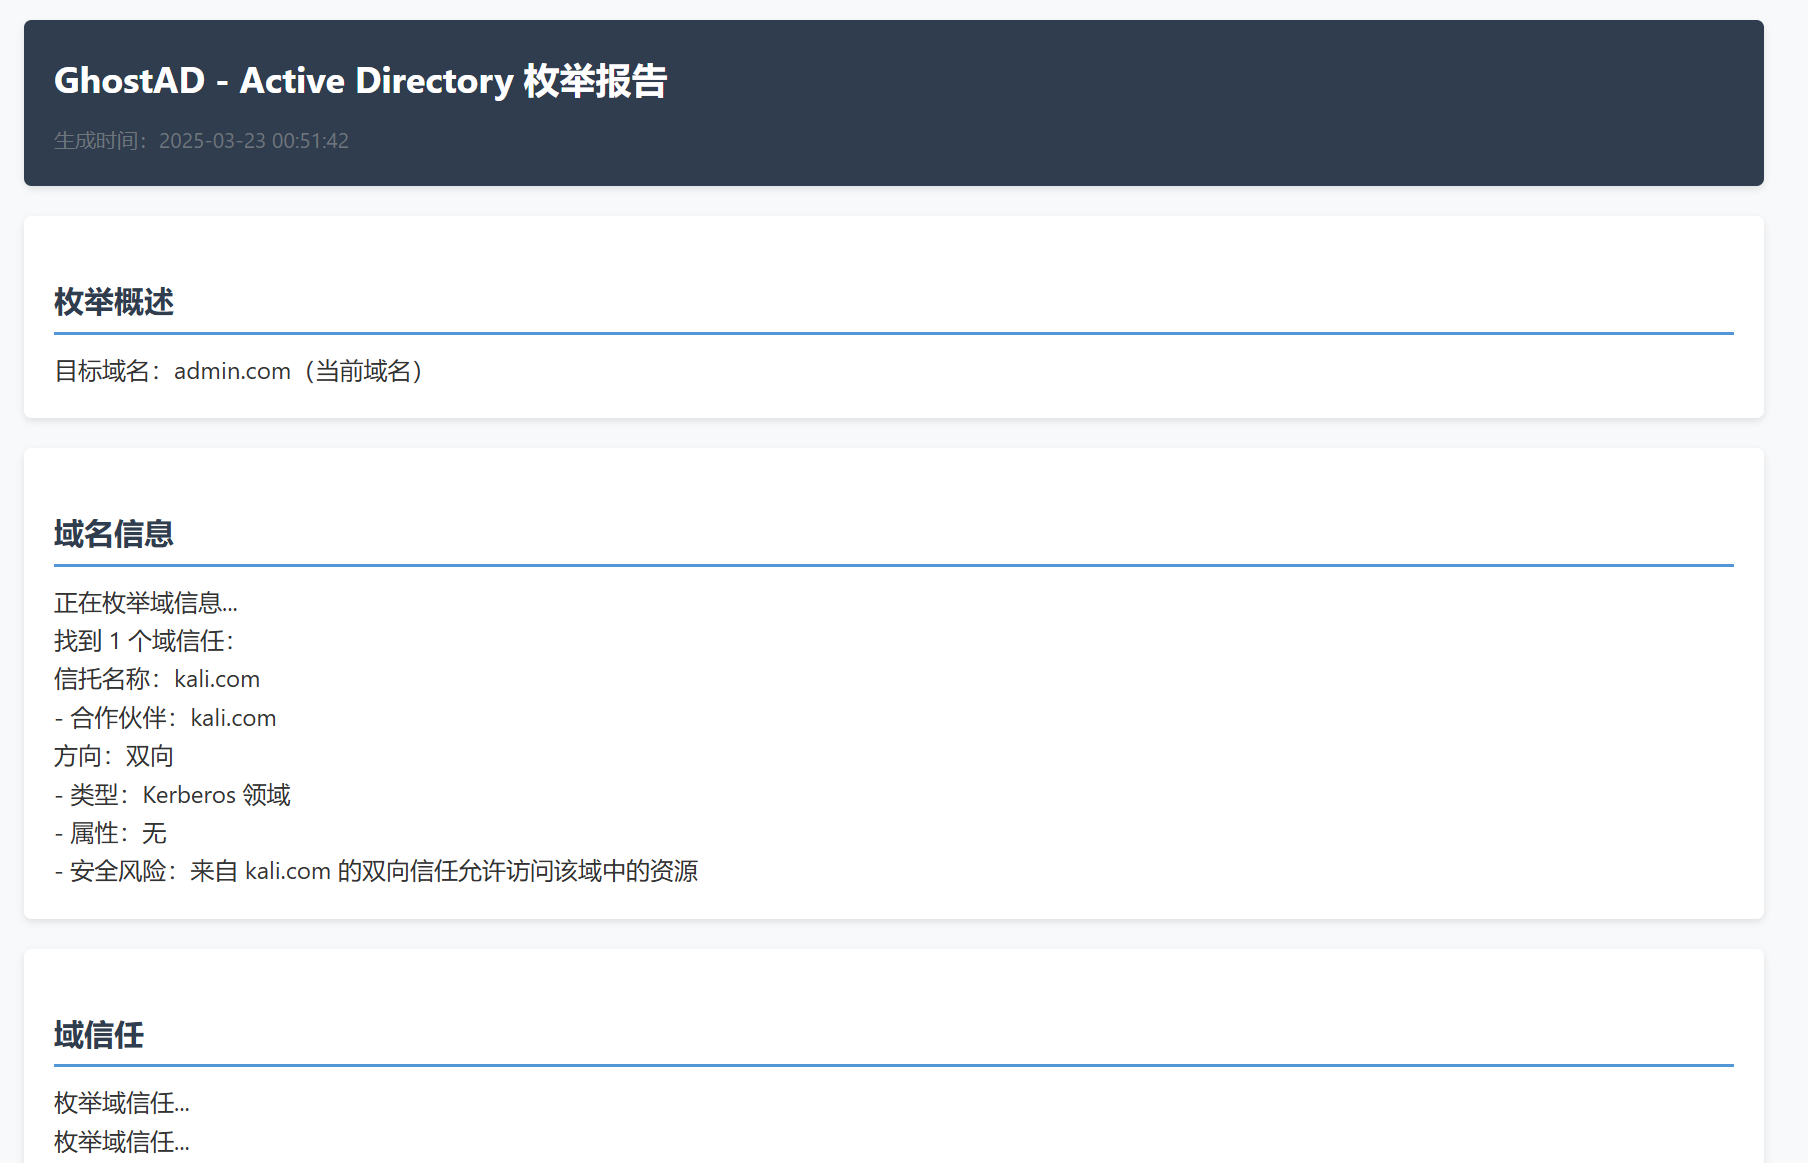 GhostAD - Active Directory 枚举报告
生成时间：2025-03-23 00:51:42
枚举概述
目标域名：admin.com（当前域名）
域名信息
正在枚举域信息...
找到 1 个域信任：
信托名称：kali.com
- 合作伙伴：kali.com
方向：双向
- 类型：Kerberos 领域
- 属性：无
- 安全风险：来自 kali.com 的双向信任允许访问该域中的资源
域信任
枚举域信任...
枚举域信任...